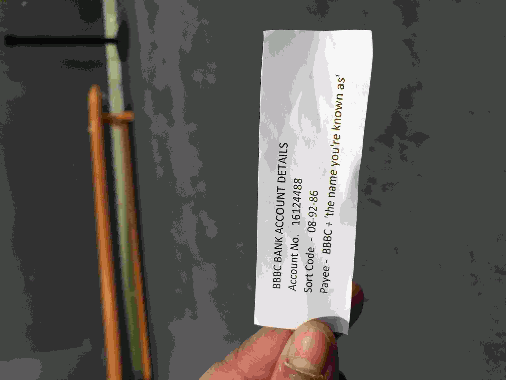 BBBC BANK ACCOUNT DETAILS
Account No. 16124488
Sort Code - 08-92-86
Payee - BBBC + 'the name you're known as'